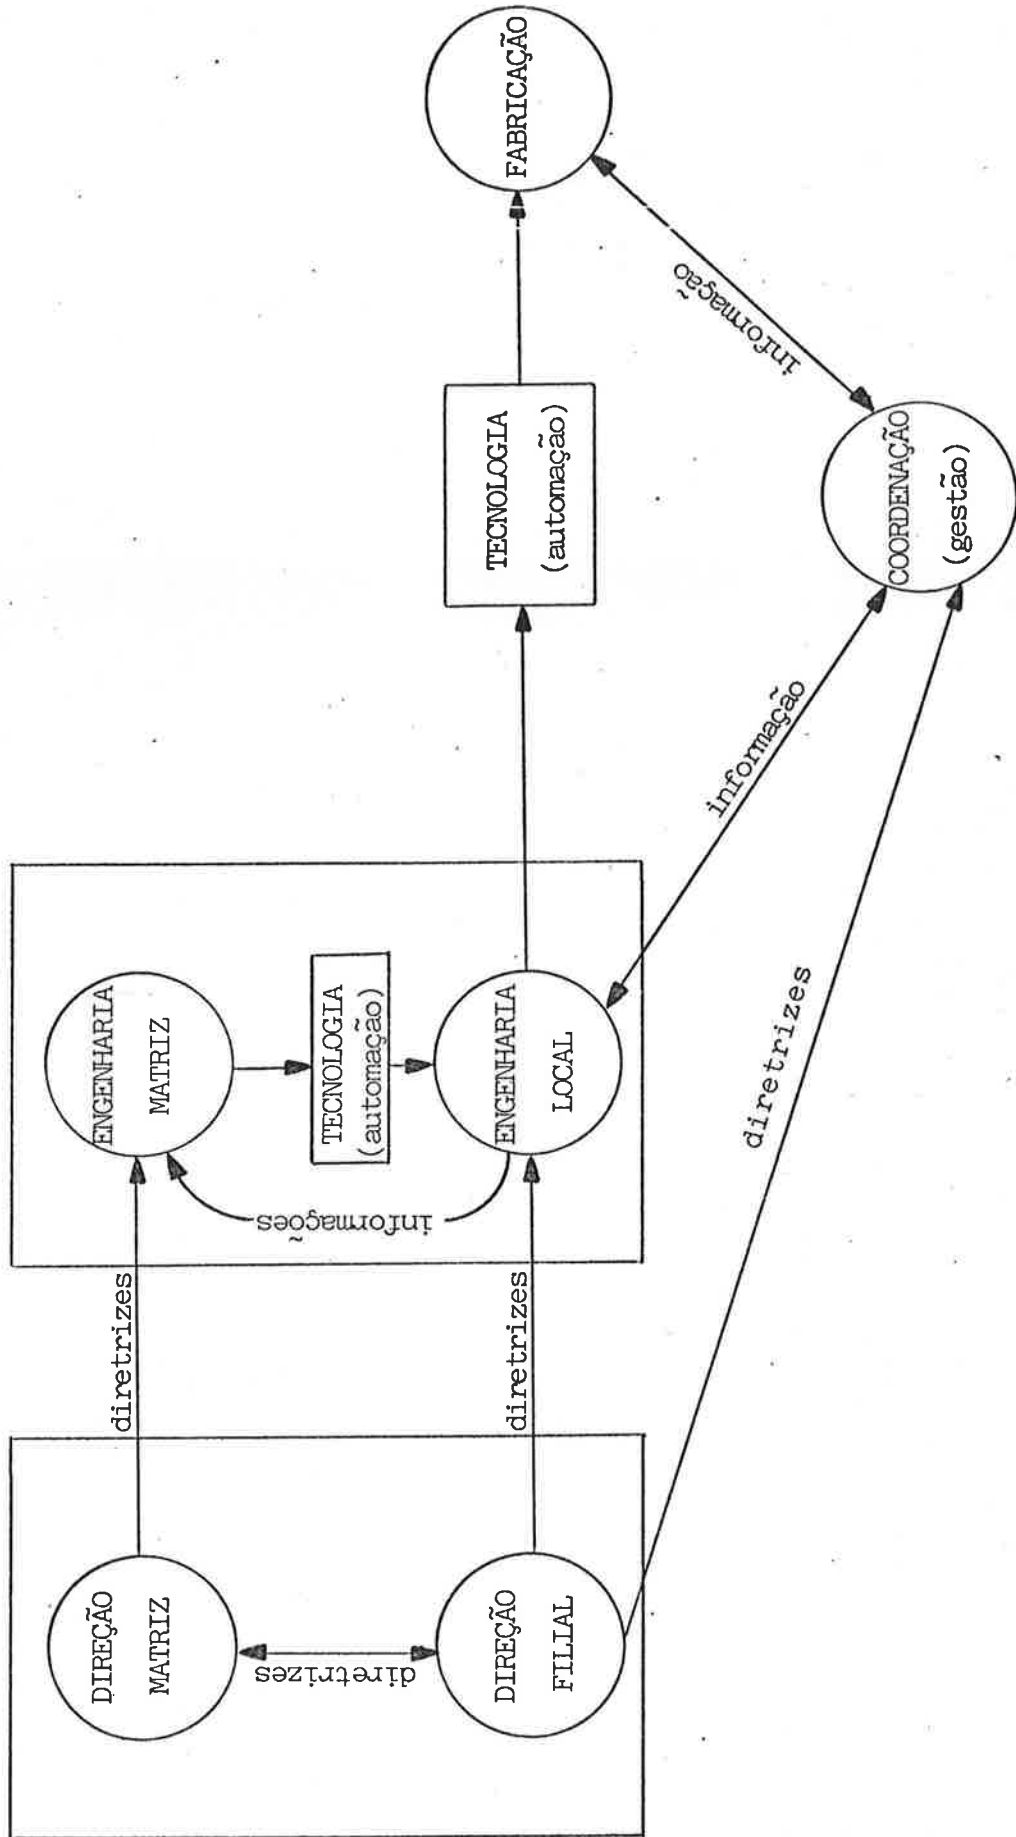 DIREÇÃO
MATRIZ
diretrizes
DIREÇÃO
FILIAL
diretrizes
diretrizes
diretrizes
ENGENHARIA
MATRIZ
informações
TECNOLOGIA
(automação)
ENGENHARIA
LOCAL
informação
TECNOLOGIA
(automação)
COORDENAÇÃO
(gestão)
informação
FABRICAÇÃO